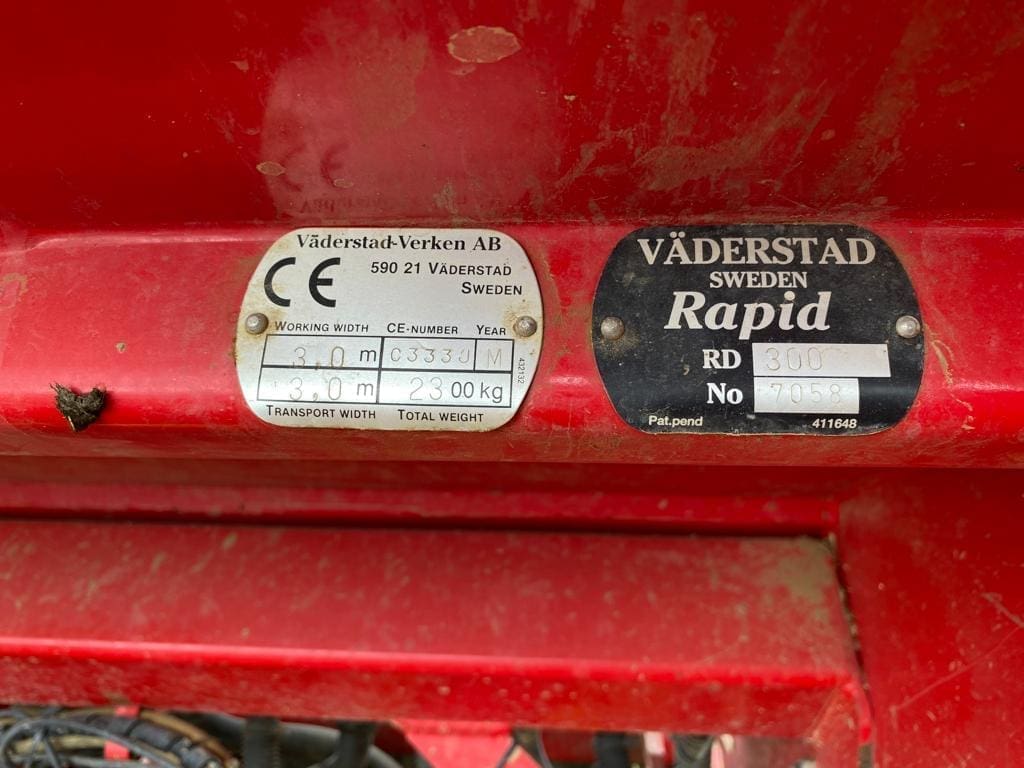 Väderstad-Verken AB
CE 590 21 VÄDERSTAD
SWEDEN
WORKING WIDTH CE-NUMBER YEAR
3,0 m C3330 M
3,0 m 2300 kg
TRANSPORT WIDTH TOTAL WEIGHT
432132
VÄDERSTAD
SWEDEN
Rapid
RD 300
No 7058
Pat.pend 411648